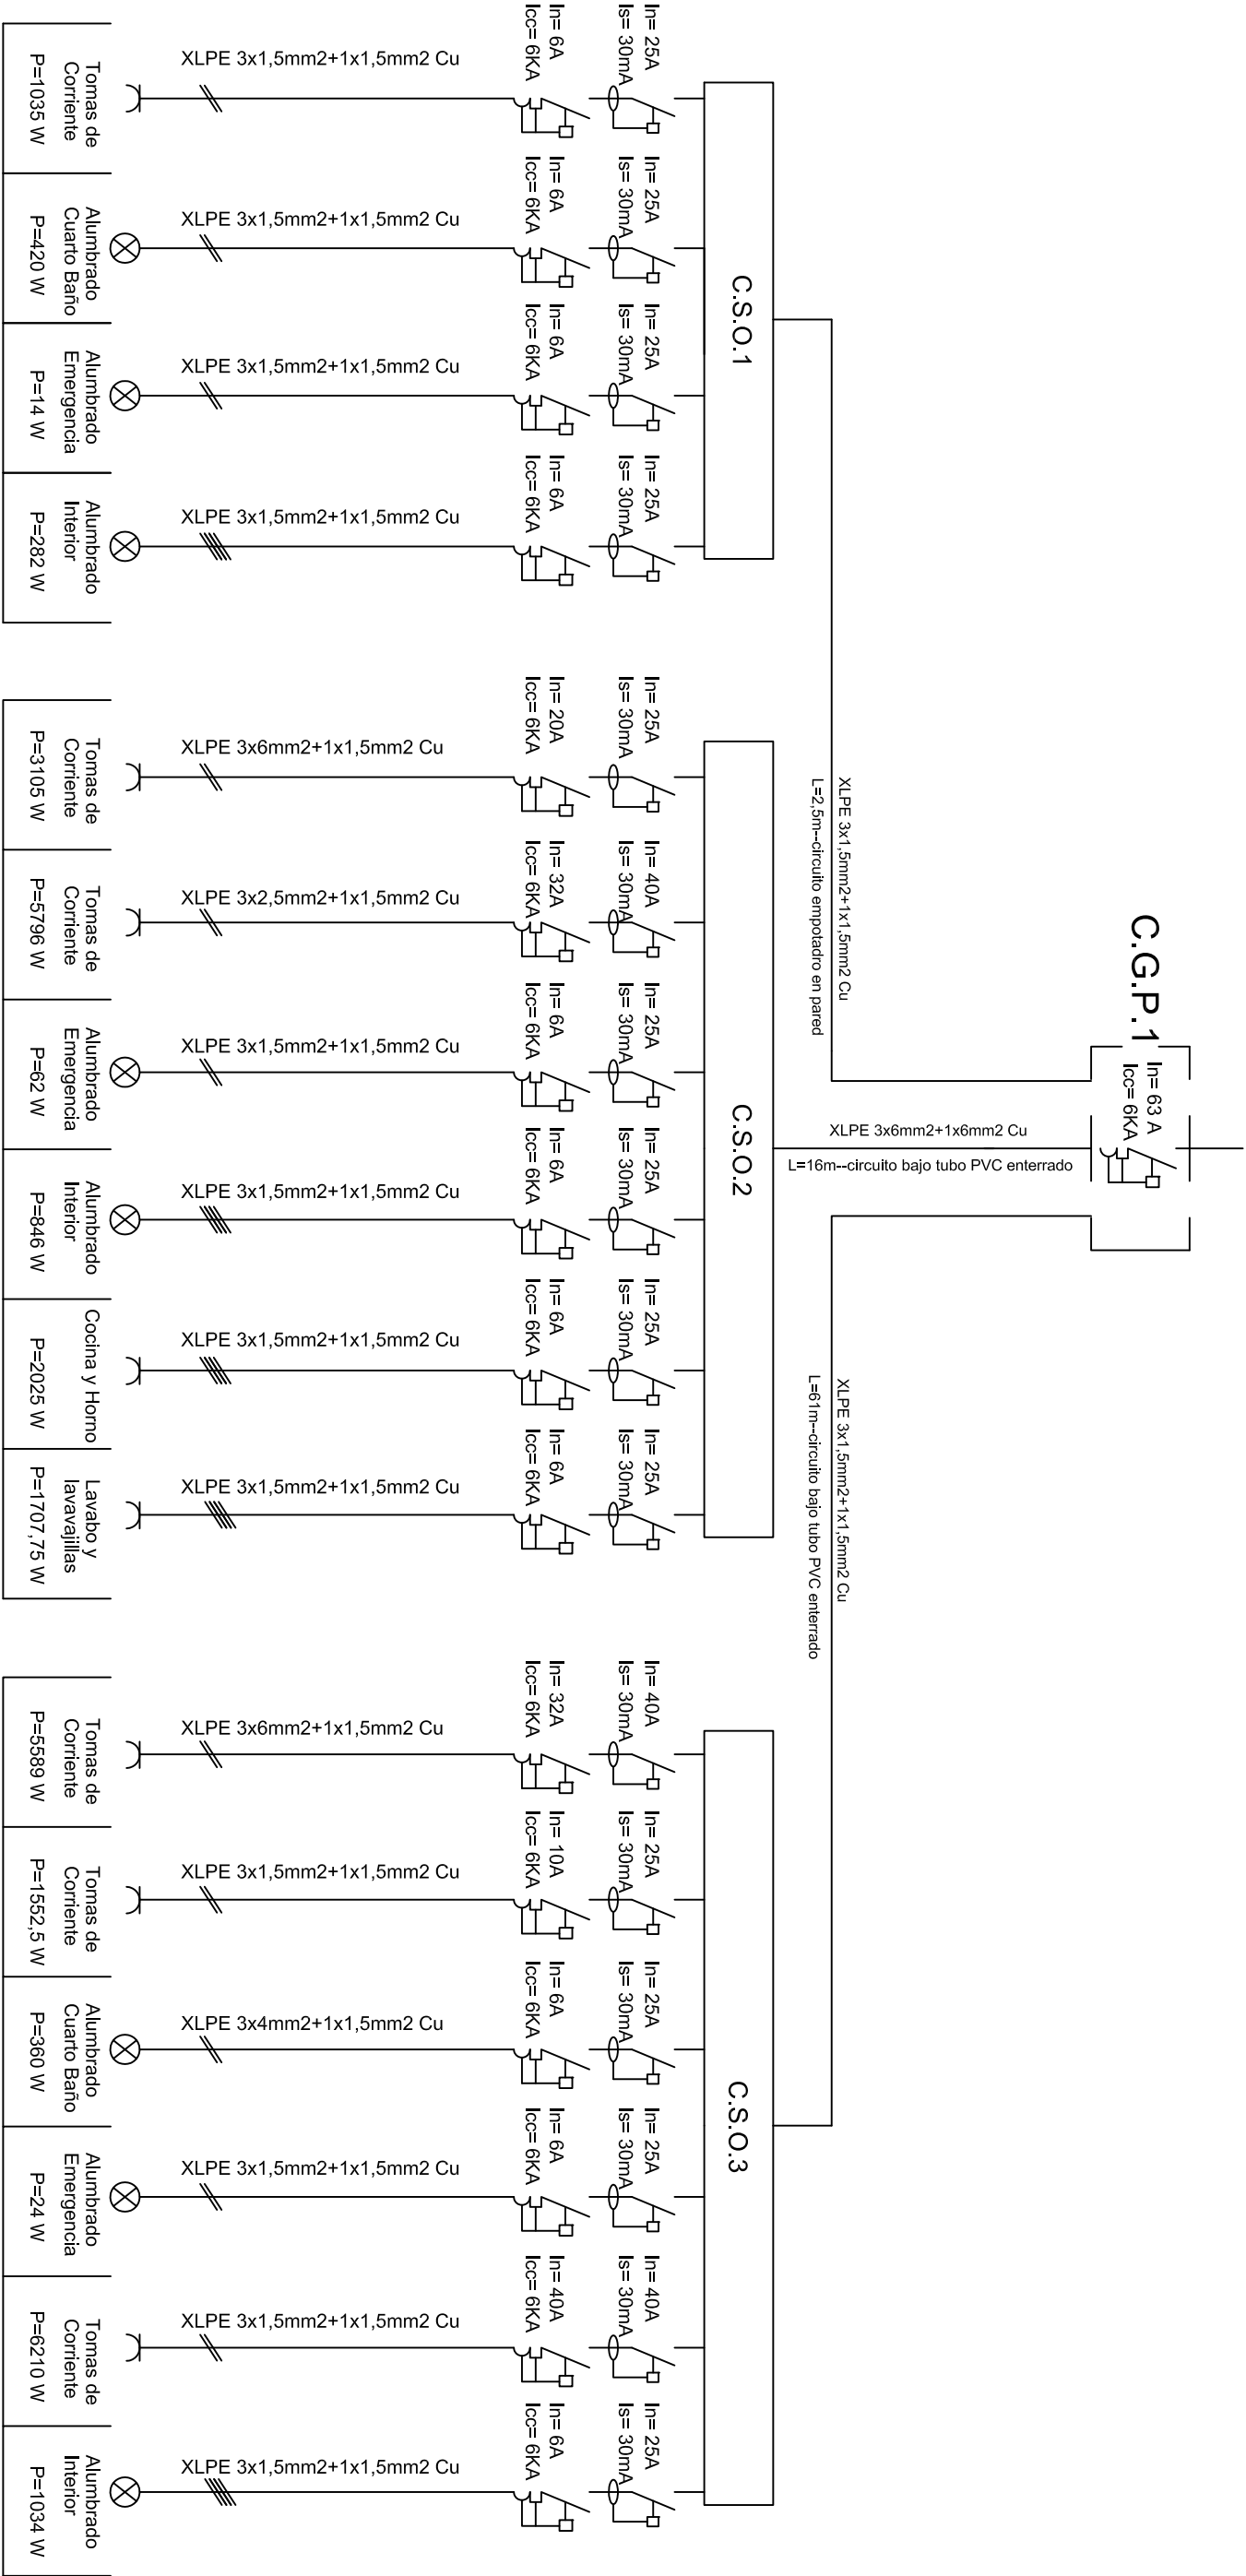 C.G.P.1
In= 63 A
Icc= 6KA
XLPE 3x1,5mm2+1x1,5mm2 Cu
L=2,5m--circuito empotadro en pared
XLPE 3x6mm2+1x6mm2 Cu
L=16m--circuito bajo tubo PVC enterrado
XLPE 3x1,5mm2+1x1,5mm2 Cu
L=61m--circuito bajo tubo PVC enterrado
C.S.O.1
In= 25A
Is= 30mA
In= 6A
Icc= 6KA
XLPE 3x1,5mm2+1x1,5mm2 Cu
Tomas de
Corriente
P=1035 W
In= 25A
Is= 30mA
In= 6A
Icc= 6KA
XLPE 3x1,5mm2+1x1,5mm2 Cu
Alumbrado
Cuarto Baño
P=420 W
In= 25A
Is= 30mA
In= 6A
Icc= 6KA
XLPE 3x1,5mm2+1x1,5mm2 Cu
Alumbrado
Emergencia
P=14 W
In= 25A
Is= 30mA
In= 6A
Icc= 6KA
XLPE 3x1,5mm2+1x1,5mm2 Cu
Alumbrado
Interior
P=282 W
C.S.O.2
In= 25A
Is= 30mA
In= 20A
Icc= 6KA
XLPE 3x6mm2+1x1,5mm2 Cu
Tomas de
Corriente
P=3105 W
In= 40A
Is= 30mA
In= 32A
Icc= 6KA
XLPE 3x2,5mm2+1x1,5mm2 Cu
Tomas de
Corriente
P=5796 W
In= 25A
Is= 30mA
In= 6A
Icc= 6KA
XLPE 3x1,5mm2+1x1,5mm2 Cu
Alumbrado
Emergencia
P=62 W
In= 25A
Is= 30mA
In= 6A
Icc= 6KA
XLPE 3x1,5mm2+1x1,5mm2 Cu
Alumbrado
Interior
P=846 W
In= 25A
Is= 30mA
In= 6A
Icc= 6KA
XLPE 3x1,5mm2+1x1,5mm2 Cu
Cocina y Horno
P=2025 W
In= 25A
Is= 30mA
In= 6A
Icc= 6KA
XLPE 3x1,5mm2+1x1,5mm2 Cu
Lavabo y
lavavajillas
P=1707,75 W
C.S.O.3
In= 40A
Is= 30mA
In= 32A
Icc= 6KA
XLPE 3x6mm2+1x1,5mm2 Cu
Tomas de
Corriente
P=5589 W
In= 25A
Is= 30mA
In= 10A
Icc= 6KA
XLPE 3x1,5mm2+1x1,5mm2 Cu
Tomas de
Corriente
P=1552,5 W
In= 25A
Is= 30mA
In= 6A
Icc= 6KA
XLPE 3x4mm2+1x1,5mm2 Cu
Alumbrado
Cuarto Baño
P=360 W
In= 25A
Is= 30mA
In= 6A
Icc= 6KA
XLPE 3x1,5mm2+1x1,5mm2 Cu
Alumbrado
Emergencia
P=24 W
In= 40A
Is= 30mA
In= 40A
Icc= 6KA
XLPE 3x1,5mm2+1x1,5mm2 Cu
Tomas de
Corriente
P=6210 W
In= 25A
Is= 30mA
In= 6A
Icc= 6KA
XLPE 3x1,5mm2+1x1,5mm2 Cu
Alumbrado
Interior
P=1034 W